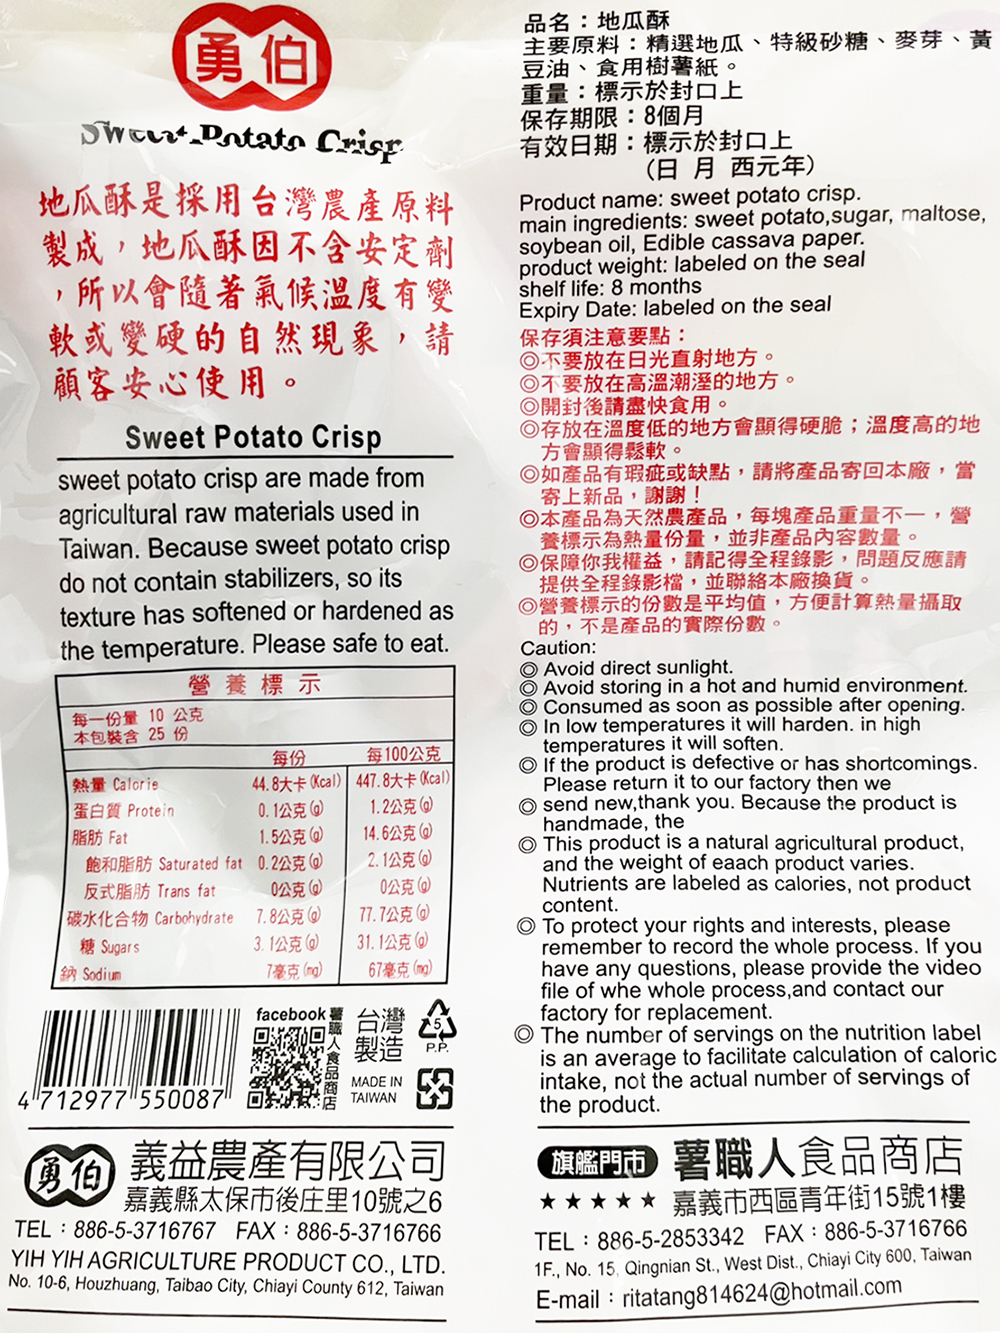 勇伯
Sweet Potato Crisp
地瓜酥是採用台灣農產原料
製成，地瓜酥因不含安定劑
，所以會隨著氣候溫度有變
軟或變硬的自然現象，請
顧客安心使用。
Sweet Potato Crisp
sweet potato crisp are made from
agricultural raw materials used in
Taiwan. Because sweet potato crisp
do not contain stabilizers, so its
texture has softened or hardened as
the temperature. Please safe to eat.
營養標示
每一份量 10 公克
本包裝含 25 份
每份 每100公克
熱量 Calorie 44.8大卡(Kcal) 447.8大卡(Kcal)
蛋白質 Protein 0.1公克(g) 1.2公克(g)
脂肪 Fat 1.5公克(g) 14.6公克(g)
飽和脂肪 Saturated fat 0.2公克(g) 2.1公克(g)
反式脂肪 Trans fat 0公克(g) 0公克(g)
碳水化合物 Carbohydrate 7.8公克(g) 77.7公克(g)
糖 Sugars 3.1公克(g) 31.1公克(g)
鈉 Sodium 7毫克(mg) 67毫克(mg)
4 712977 550087
facebook
薯職人食品商店
台灣
製造
MADE IN
TAIWAN
5
P.P.
勇伯
義益農產有限公司
嘉義縣太保市後庄里10號之6
TEL：886-5-3716767 FAX：886-5-3716766
YIH YIH AGRICULTURE PRODUCT CO., LTD.
No. 10-6, Houzhuang, Taibao City, Chiayi County 612, Taiwan
品名：地瓜酥
主要原料：精選地瓜、特級砂糖、麥芽、黃
豆油、食用樹薯紙。
重量：標示於封口上
保存期限：8個月
有效日期：標示於封口上
（日 月 西元年）
Product name: sweet potato crisp.
main ingredients: sweet potato,sugar, maltose,
soybean oil, Edible cassava paper.
product weight: labeled on the seal
shelf life: 8 months
Expiry Date: labeled on the seal
保存須注意要點：
◎不要放在日光直射地方。
◎不要放在高溫潮溼的地方。
◎開封後請盡快食用。
◎存放在溫度低的地方會顯得硬脆；溫度高的地
方會顯得鬆軟。
◎如產品有瑕疵或缺點，請將產品寄回本廠，當
寄上新品，謝謝！
◎本產品為天然農產品，每塊產品重量不一，營
養標示為熱量份量，並非產品內容數量。
◎保障你我權益，請記得全程錄影，問題反應請
提供全程錄影檔，並聯絡本廠換貨。
◎營養標示的份數是平均值，方便計算熱量攝取
的，不是產品的實際份數。
Caution:
◎ Avoid direct sunlight.
◎ Avoid storing in a hot and humid environment.
◎ Consumed as soon as possible after opening.
◎ In low temperatures it will harden. in high
temperatures it will soften.
◎ If the product is defective or has shortcomings.
Please return it to our factory then we
◎ send new,thank you. Because the product is
handmade, the
◎ This product is a natural agricultural product,
and the weight of eaach product varies.
Nutrients are labeled as calories, not product
content.
◎ To protect your rights and interests, please
remember to record the whole process. If you
have any questions, please provide the video
file of whe whole process,and contact our
factory for replacement.
◎ The number of servings on the nutrition label
is an average to facilitate calculation of caloric
intake, not the actual number of servings of
the product.
旗艦門市 薯職人食品商店
★★★★★ 嘉義市西區青年街15號1樓
TEL：886-5-2853342 FAX：886-5-3716766
1F., No. 15, Qingnian St., West Dist., Chiayi City 600, Taiwan
E-mail：ritatang814624@hotmail.com